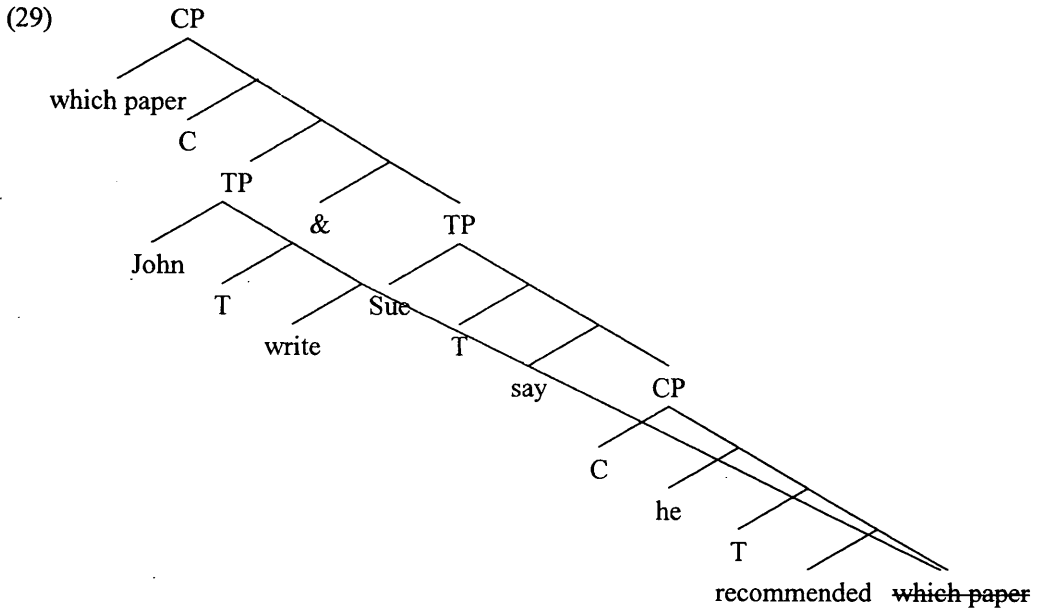 (29)
CP
which paper
C
TP
&
TP
John
T
Sue
write
T
say
CP
C
he
T
recommended which paper